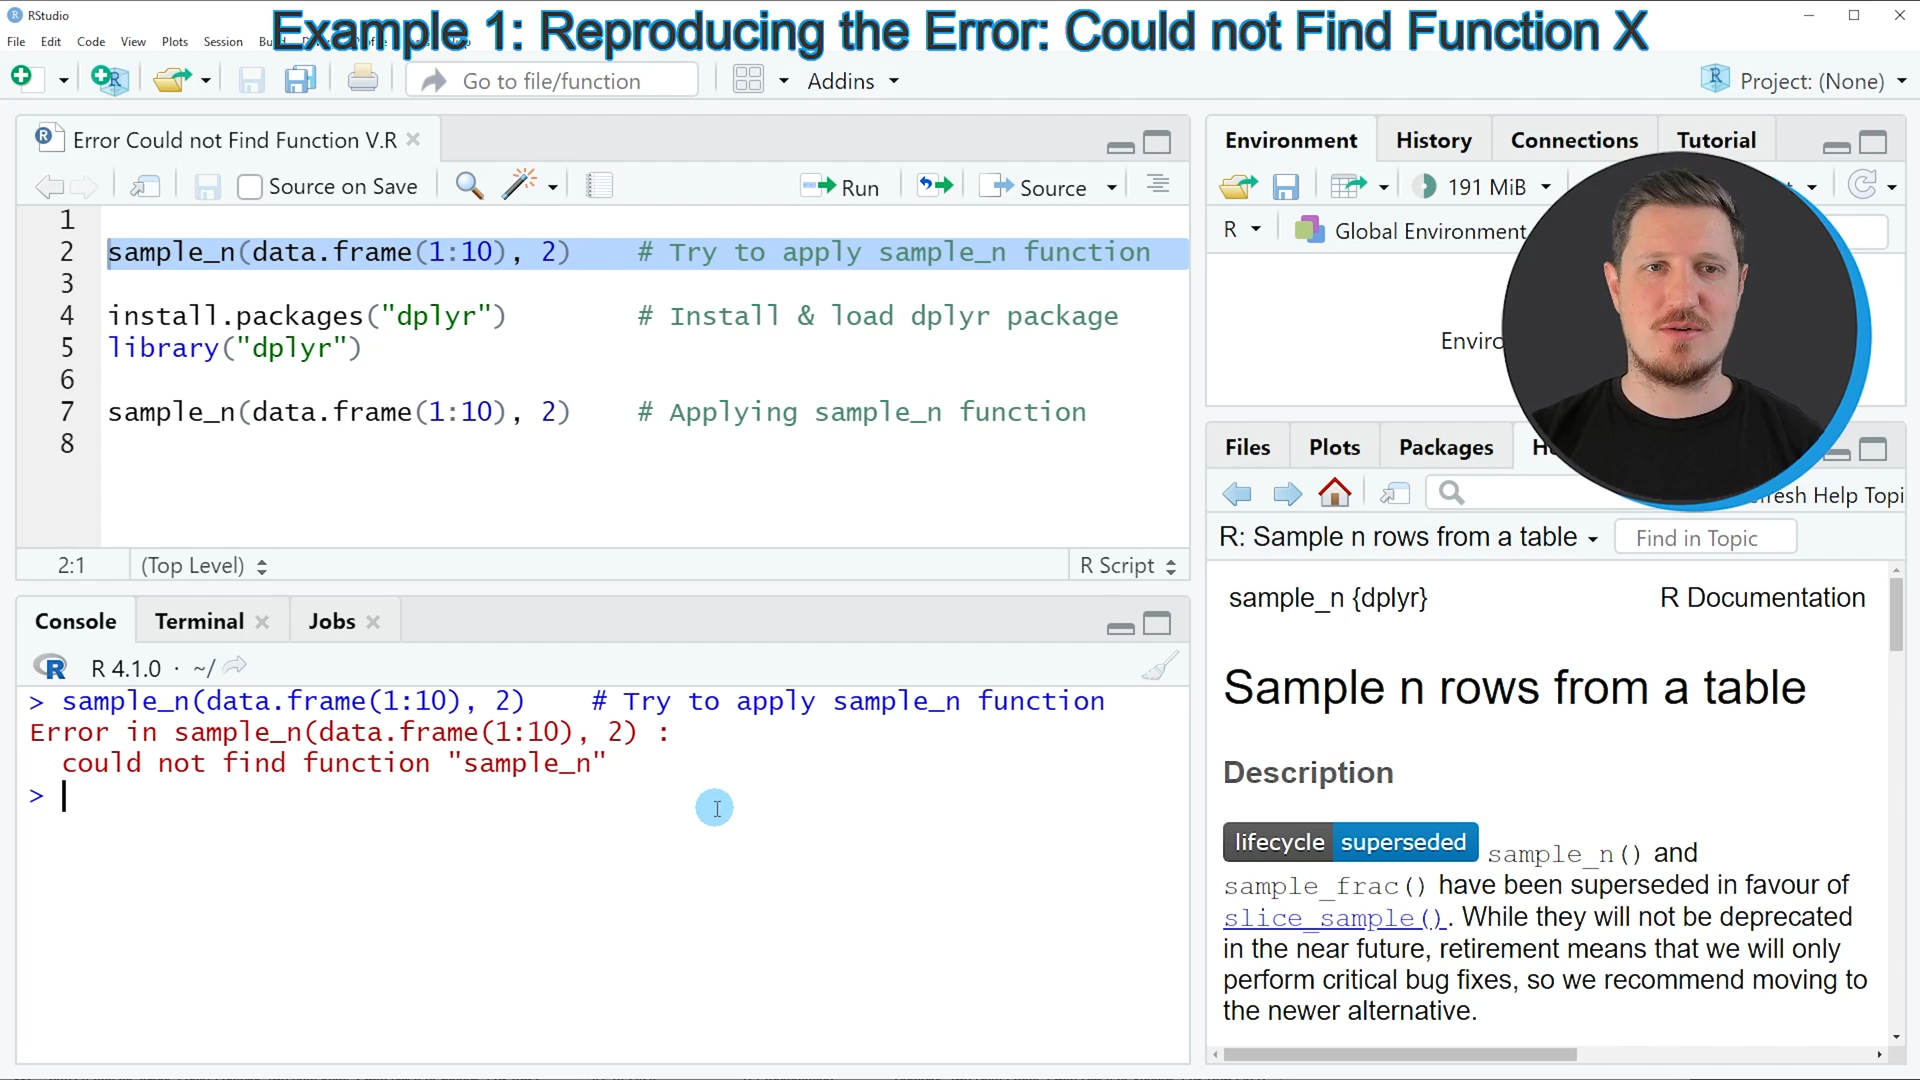 RStudio
Example 1: Reproducing the Error: Could not Find Function X
File Edit Code View Plots Session
Go to file/function
Addins
Project: (None)
Error Could not Find Function V.R
Source on Save
Run
Source
1
2 sample_n(data.frame(1:10), 2) # Try to apply sample_n function
3
4 install.packages("dplyr") # Install & load dplyr package
5 library("dplyr")
6
7 sample_n(data.frame(1:10), 2) # Applying sample_n function
8
2:1 (Top Level) R Script
Console Terminal Jobs
R 4.1.0 · ~/
> sample_n(data.frame(1:10), 2) # Try to apply sample_n function
Error in sample_n(data.frame(1:10), 2) :
could not find function "sample_n"
>
Environment History Connections Tutorial
191 MiB
R Global Environment
Files Plots Packages
R: Sample n rows from a table Find in Topic
sample_n {dplyr} R Documentation
Sample n rows from a table
Description
lifecycle superseded sample_n() and
sample_frac() have been superseded in favour of
slice_sample(). While they will not be deprecated
in the near future, retirement means that we will only
perform critical bug fixes, so we recommend moving to
the newer alternative.